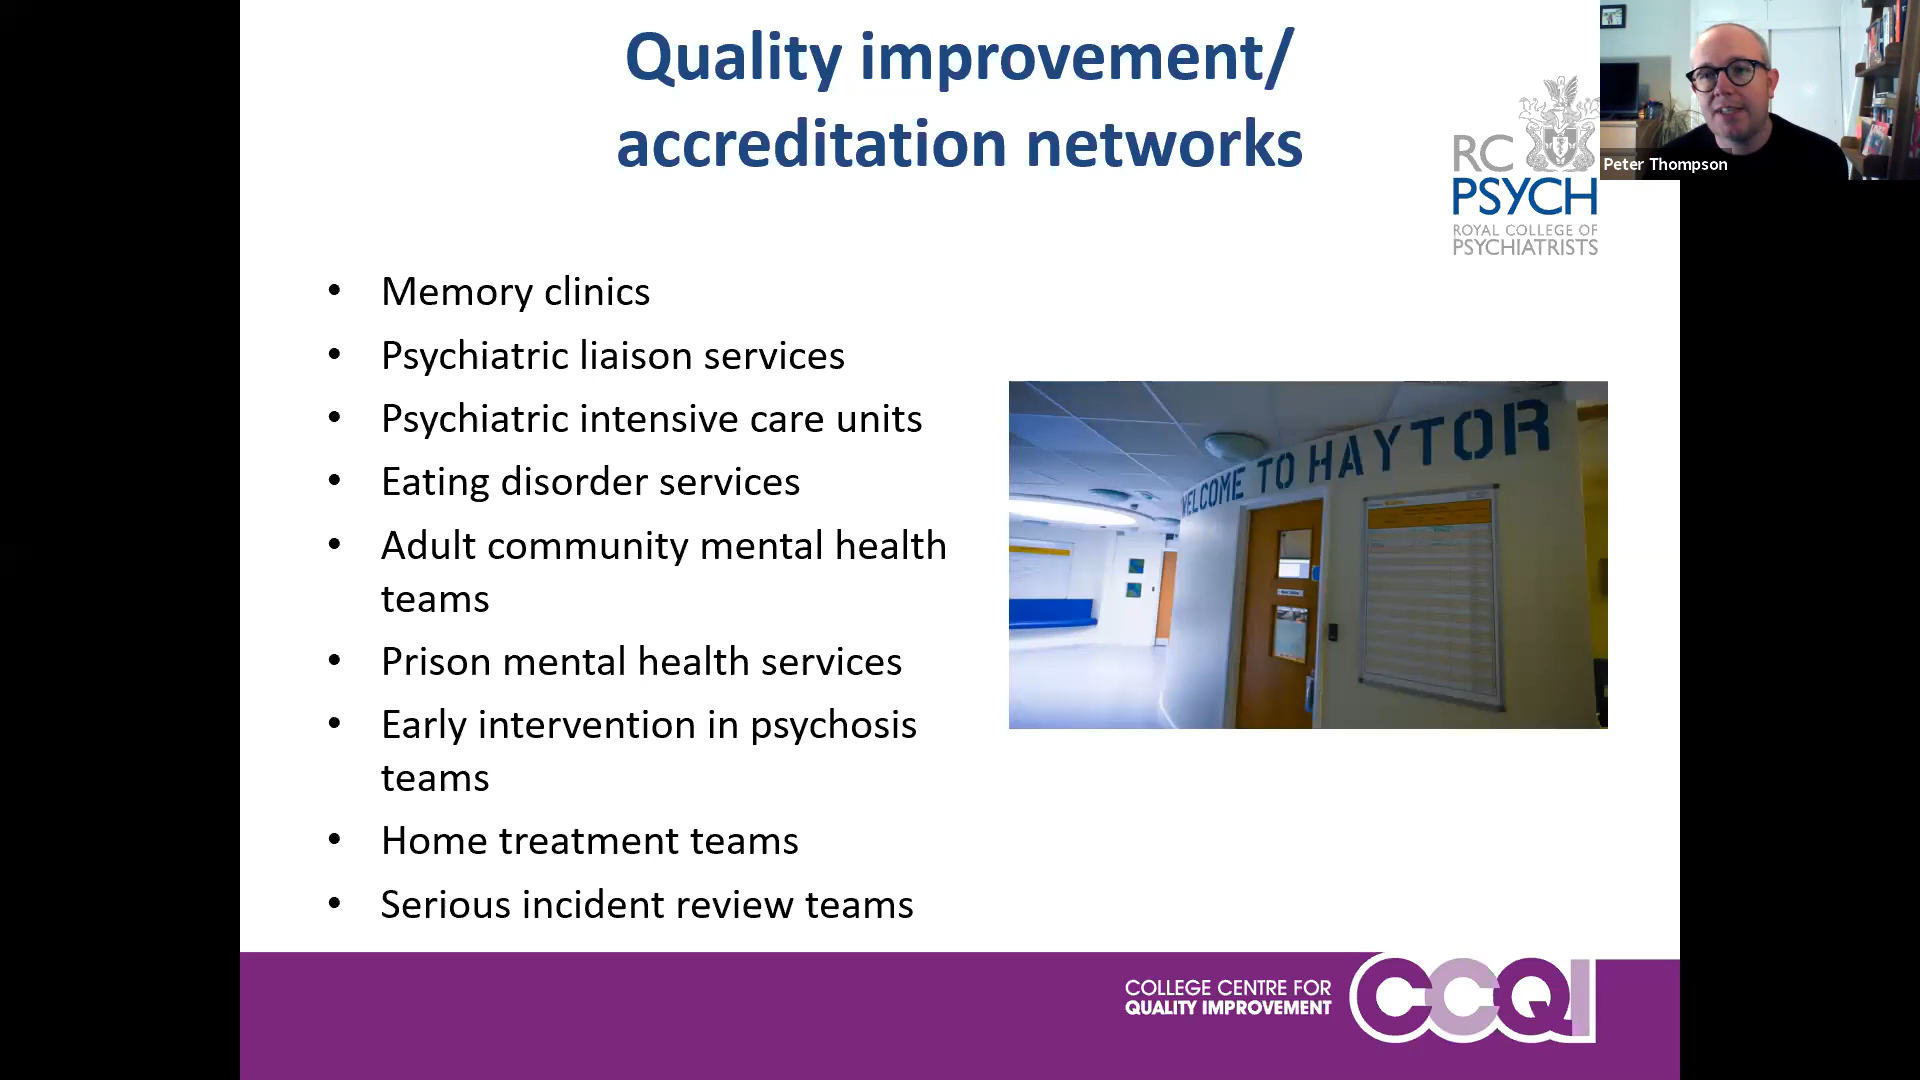 Quality improvement/
accreditation networks
RC
PSYCH
ROYAL COLLEGE OF
PSYCHIATRISTS
Peter Thompson
• Memory clinics
• Psychiatric liaison services
• Psychiatric intensive care units
• Eating disorder services
• Adult community mental health
teams
• Prison mental health services
• Early intervention in psychosis
teams
• Home treatment teams
• Serious incident review teams
WELCOME TO HAYTOR
COLLEGE CENTRE FOR
QUALITY IMPROVEMENT
CCQI